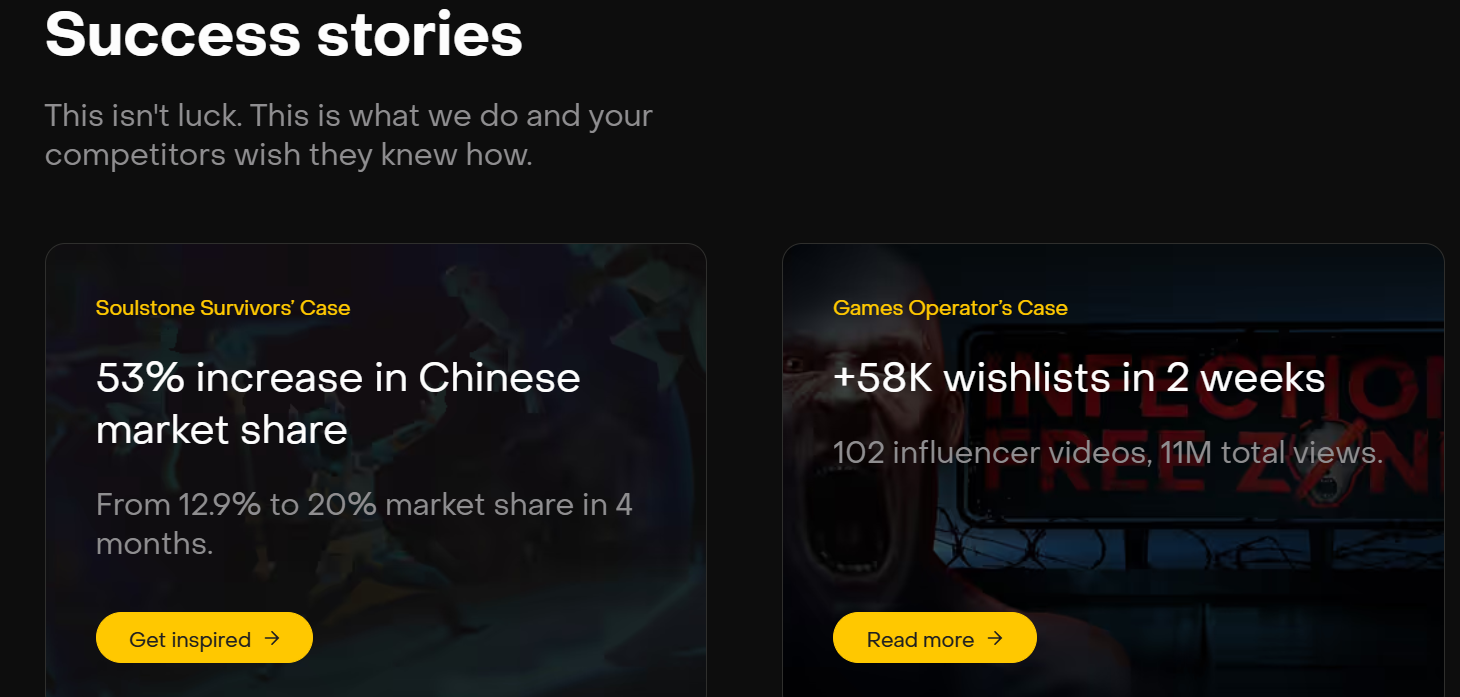 Success stories
This isn't luck. This is what we do and your
competitors wish they knew how.
Soulstone Survivors’ Case
53% increase in Chinese
market share
From 12.9% to 20% market share in 4
months.
Get inspired →
Games Operator’s Case
+58K wishlists in 2 weeks
102 influencer videos, 11M total views.
INFECTION
FREE ZON
Read more →